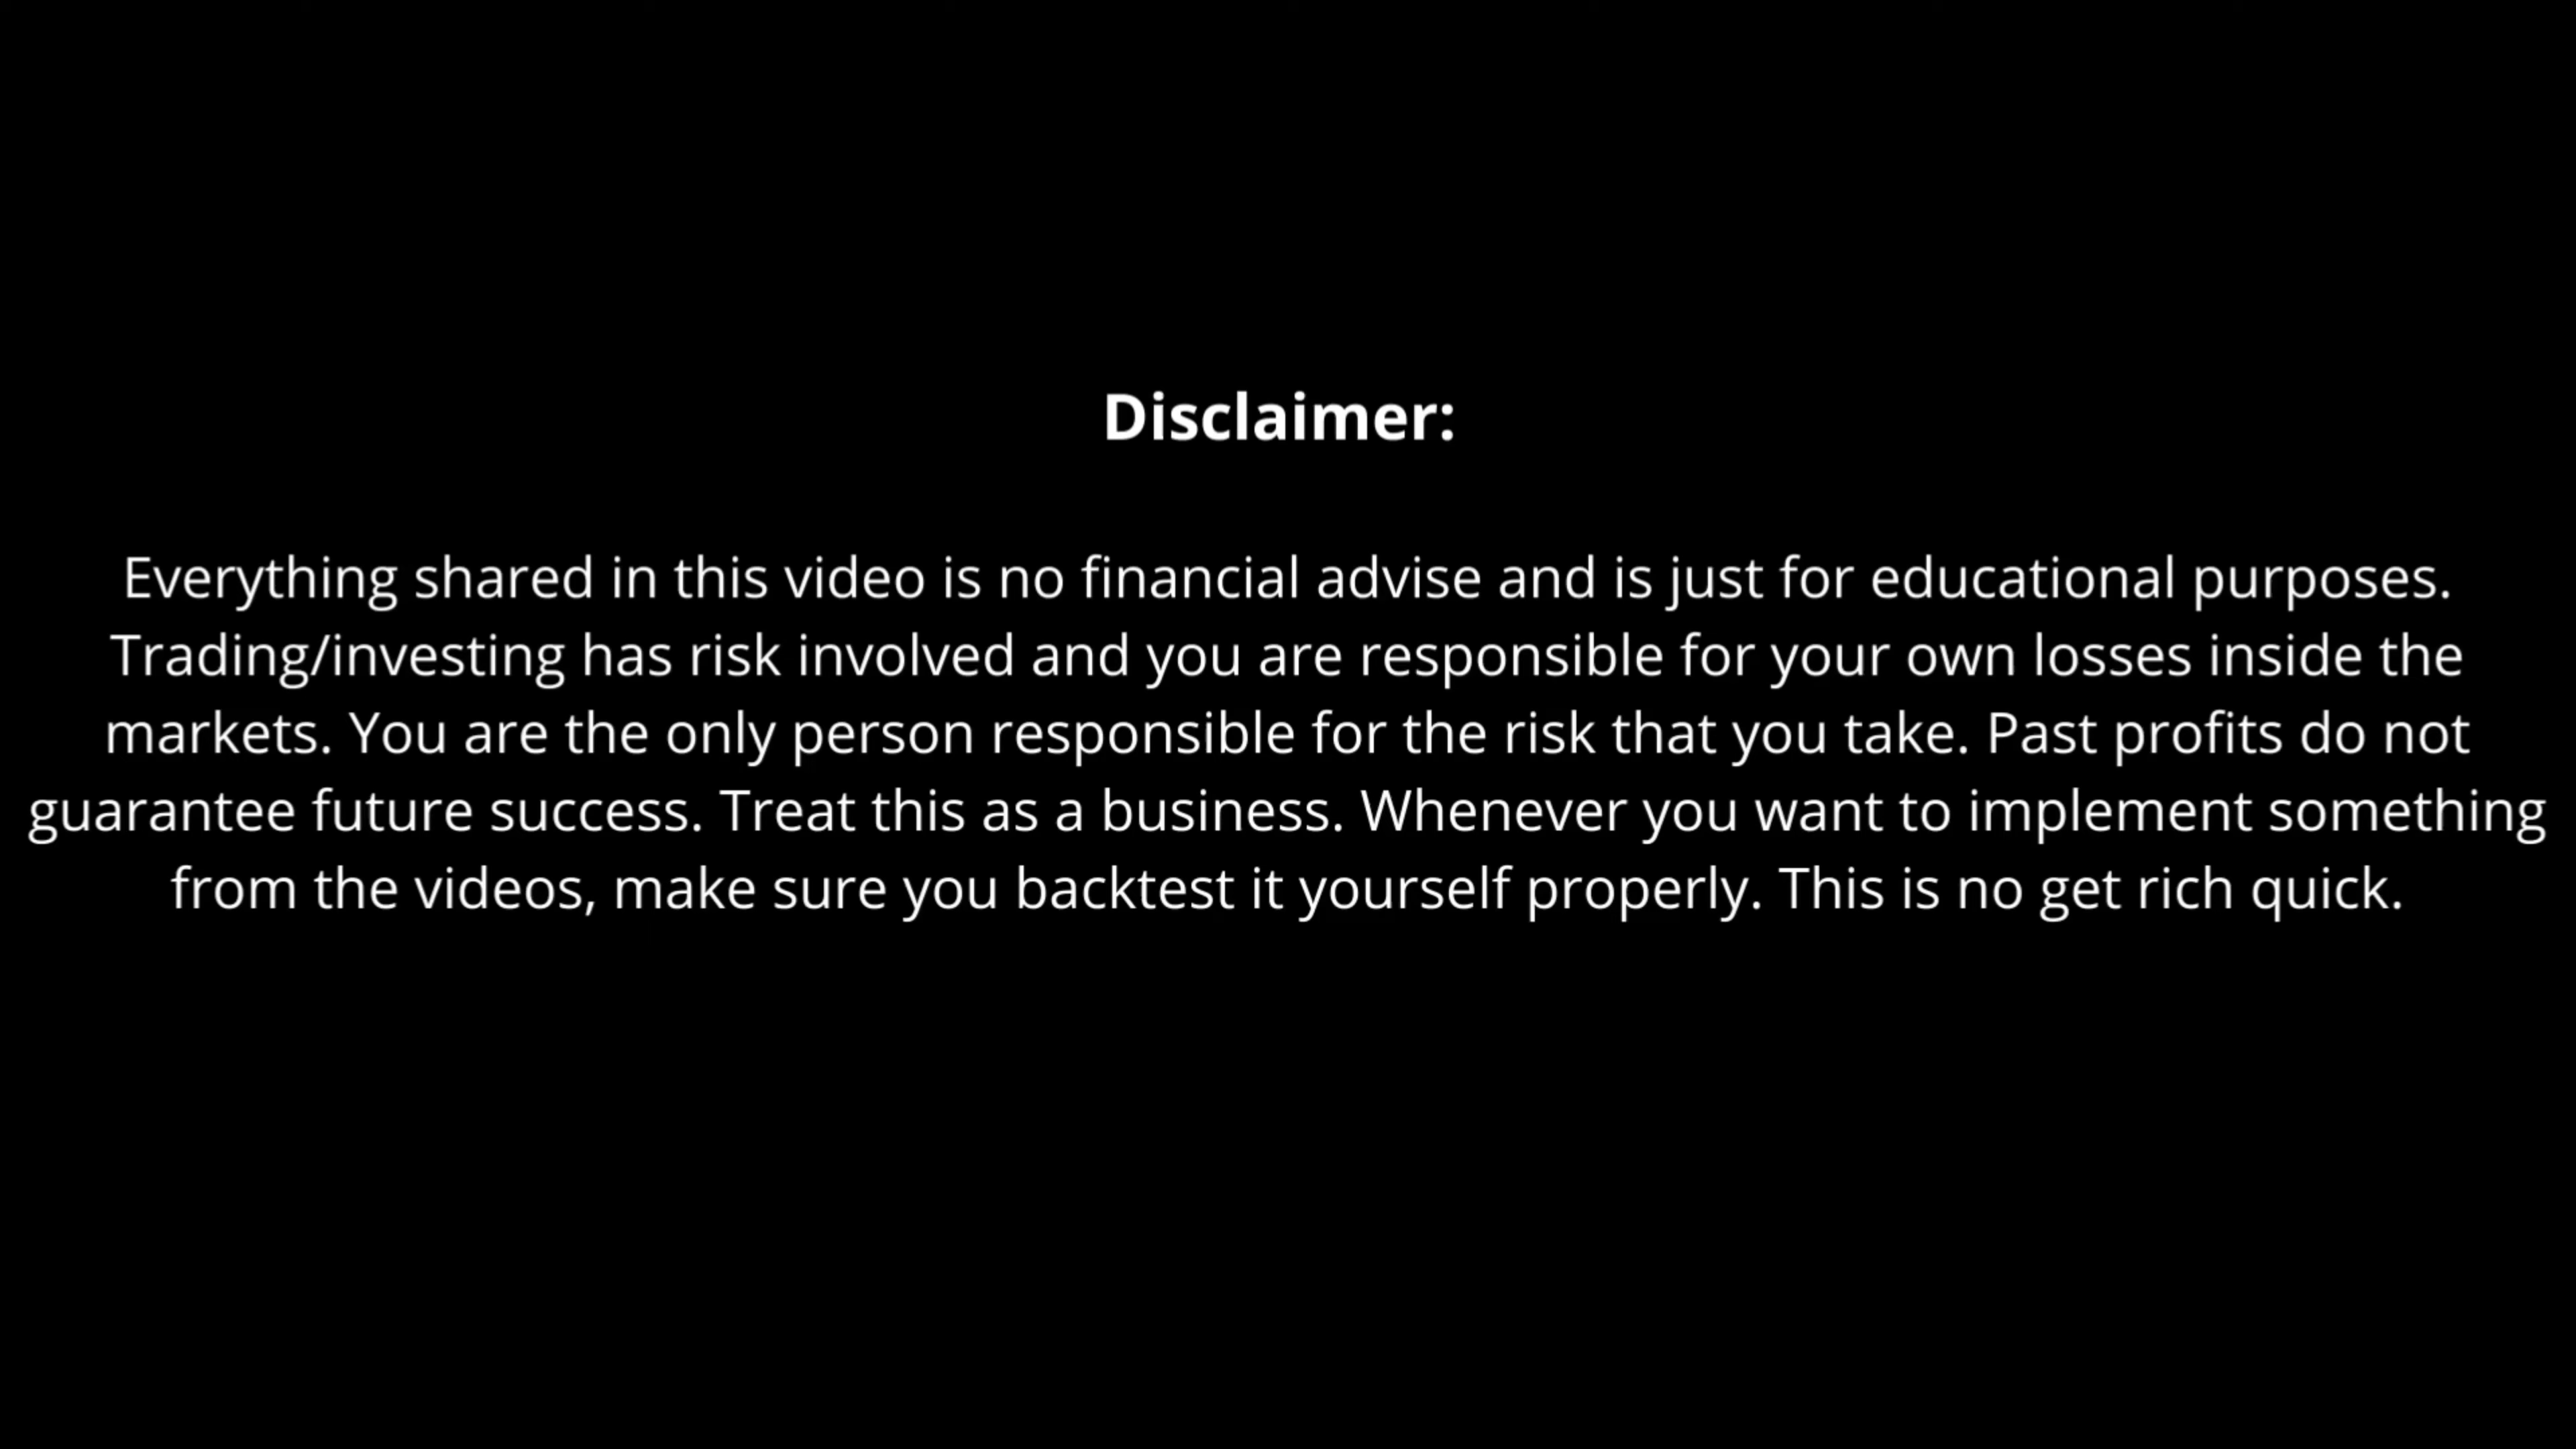 Disclaimer:
Everything shared in this video is no financial advise and is just for educational purposes.
Trading/investing has risk involved and you are responsible for your own losses inside the
markets. You are the only person responsible for the risk that you take. Past profits do not
guarantee future success. Treat this as a business. Whenever you want to implement something
from the videos, make sure you backtest it yourself properly. This is no get rich quick.